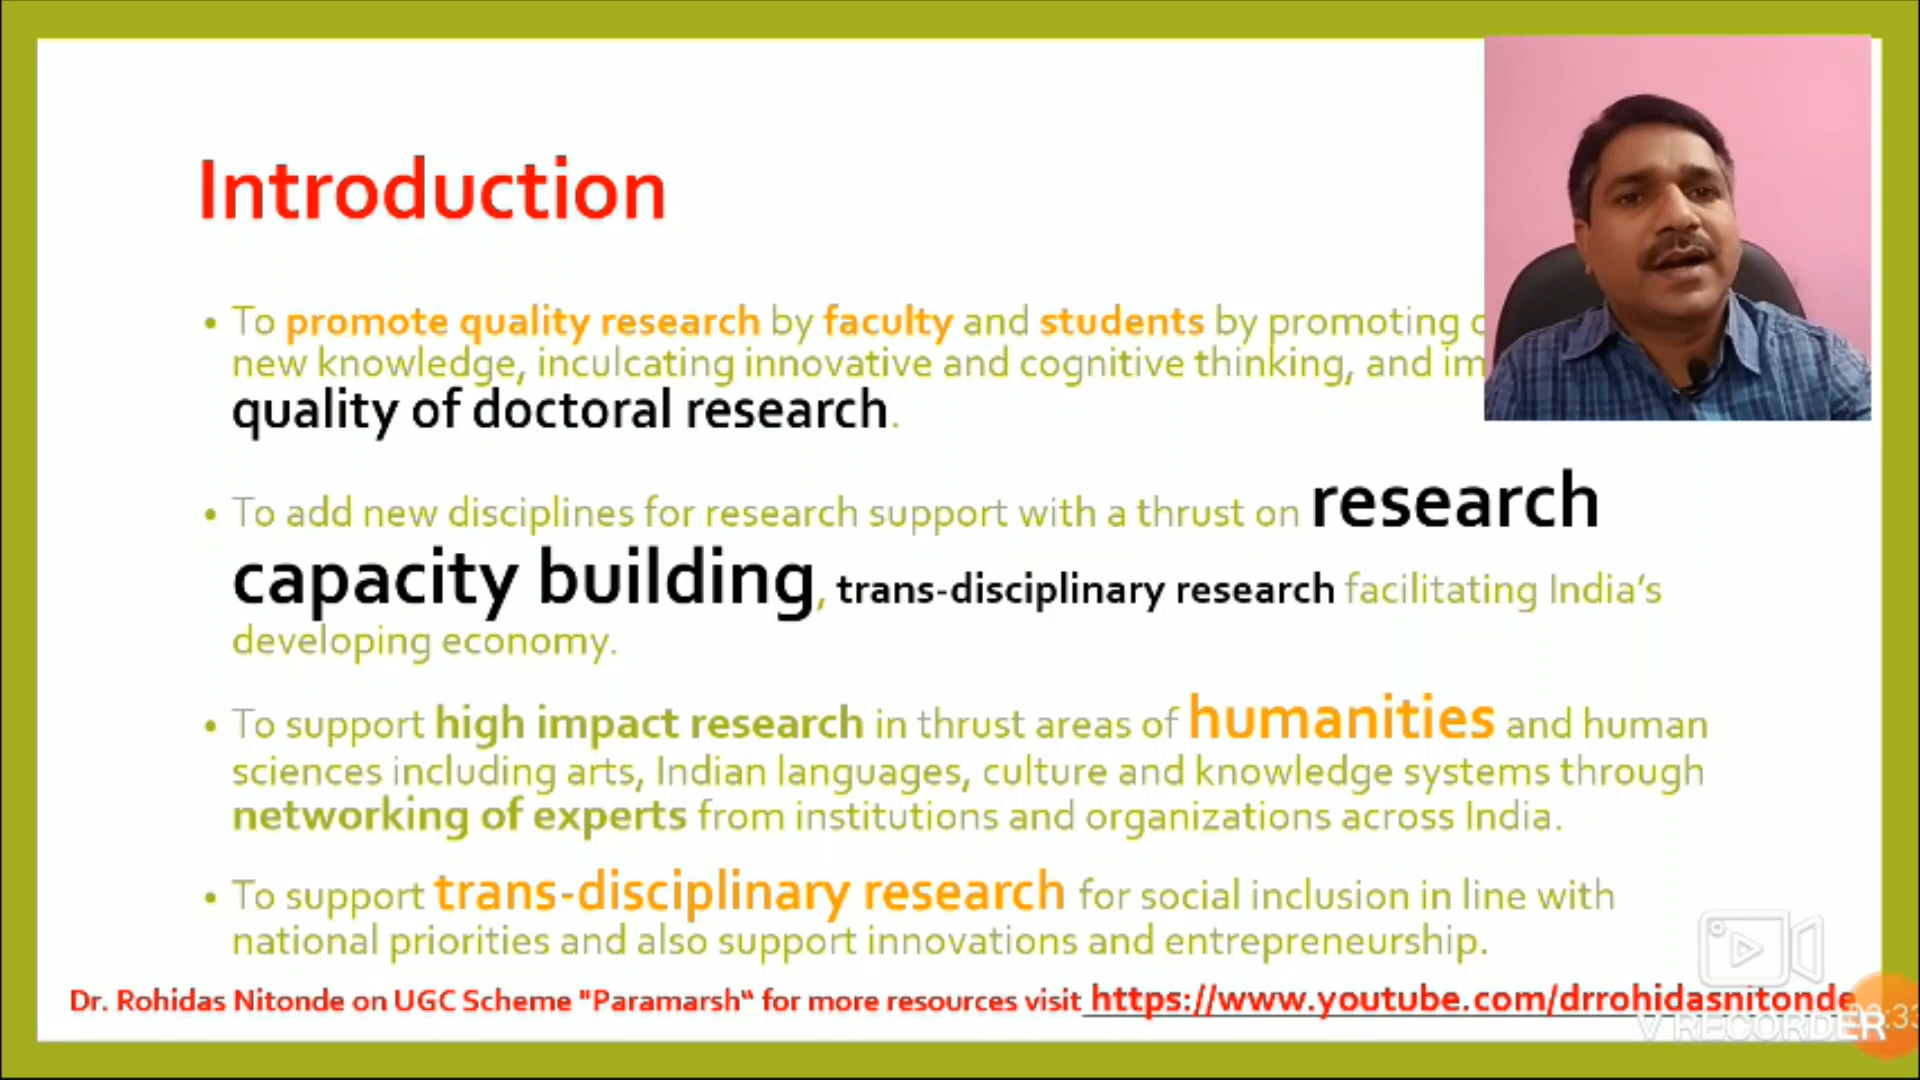 Introduction
• To promote quality research by faculty and students by promoting
new knowledge, inculcating innovative and cognitive thinking, and
quality of doctoral research.
• To add new disciplines for research support with a thrust on research
capacity building, trans-disciplinary research facilitating India's
developing economy.
• To support high impact research in thrust areas of humanities and human
sciences including arts, Indian languages, culture and knowledge systems through
networking of experts from institutions and organizations across India.
• To support trans-disciplinary research for social inclusion in line with
national priorities and also support innovations and entrepreneurship.
Dr. Rohidas Nitonde on UGC Scheme "Paramarsh" for more resources visit https://www.youtube.com/drrohidasnitonde
V RECORDER